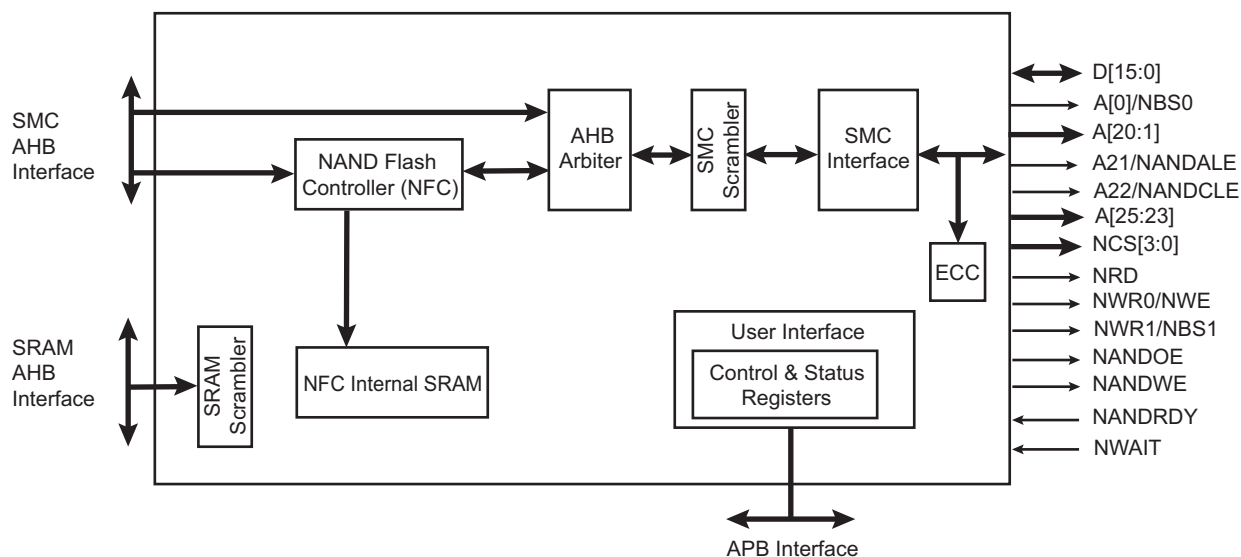 SMC
AHB
Interface
NAND Flash
Controller (NFC)
AHB
Arbiter
SMC
Scrambler
SMC
Interface
ECC
SRAM
AHB
Interface
SRAM
Scrambler
NFC Internal SRAM
User Interface
Control & Status
Registers
APB Interface
D[15:0]
A[0]/NBS0
A[20:1]
A21/NANDALE
A22/NANDCLE
A[25:23]
NCS[3:0]
NRD
NWR0/NWE
NWR1/NBS1
NANDOE
NANDWE
NANDRDY
NWAIT